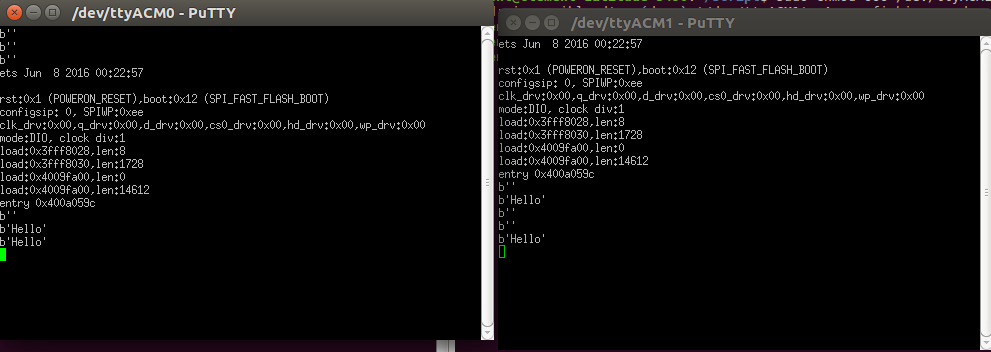 /dev/ttyACM0 - PuTTY
b''
b''
b''
ets Jun 8 2016 00:22:57
rst:0x1 (POWERON_RESET),boot:0x12 (SPI_FAST_FLASH_BOOT)
configsip: 0, SPIWP:0xee
clk_drv:0x00,q_drv:0x00,d_drv:0x00,cs0_drv:0x00,hd_drv:0x00,wp_drv:0x00
mode:DIO, clock div:1
load:0x3fff8028,len:8
load:0x3fff8030,len:1728
load:0x4009fa00,len:0
load:0x4009fa00,len:14612
entry 0x400a059c
b''
b'Hello'
b'Hello'
/dev/ttyACM1 - PuTTY
ets Jun 8 2016 00:22:57
rst:0x1 (POWERON_RESET),boot:0x12 (SPI_FAST_FLASH_BOOT)
configsip: 0, SPIWP:0xee
clk_drv:0x00,q_drv:0x00,d_drv:0x00,cs0_drv:0x00,hd_drv:0x00,wp_drv:0x00
mode:DIO, clock div:1
load:0x3fff8028,len:8
load:0x3fff8030,len:1728
load:0x4009fa00,len:0
load:0x4009fa00,len:14612
entry 0x400a059c
b''
b'Hello'
b''
b''
b'Hello'